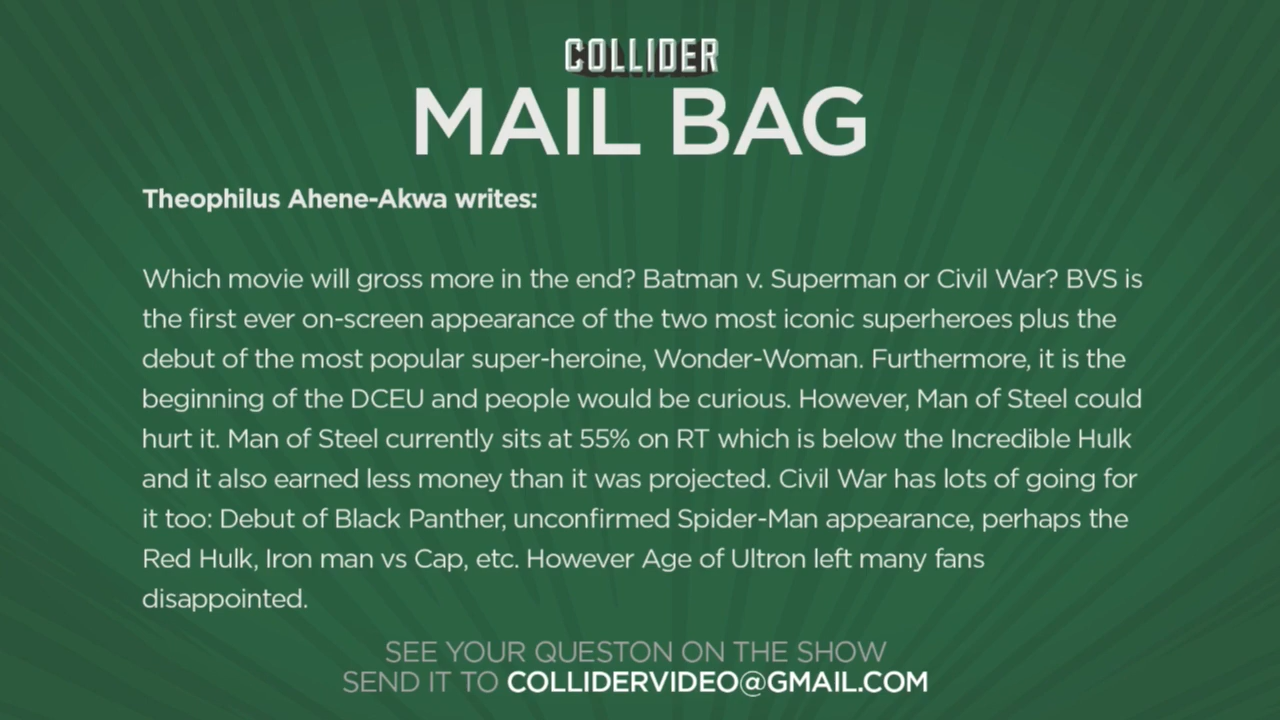 COLLIDER
MAIL BAG
Theophilus Ahene-Akwa writes:
Which movie will gross more in the end? Batman v. Superman or Civil War? BVS is
the first ever on-screen appearance of the two most iconic superheroes plus the
debut of the most popular super-heroine, Wonder-Woman. Furthermore, it is the
beginning of the DCEU and people would be curious. However, Man of Steel could
hurt it. Man of Steel currently sits at 55% on RT which is below the Incredible Hulk
and it also earned less money than it was projected. Civil War has lots of going for
it too: Debut of Black Panther, unconfirmed Spider-Man appearance, perhaps the
Red Hulk, Iron man vs Cap, etc. However Age of Ultron left many fans
disappointed.
SEE YOUR QUESTON ON THE SHOW
SEND IT TO COLLIDERVIDEO@GMAIL.COM